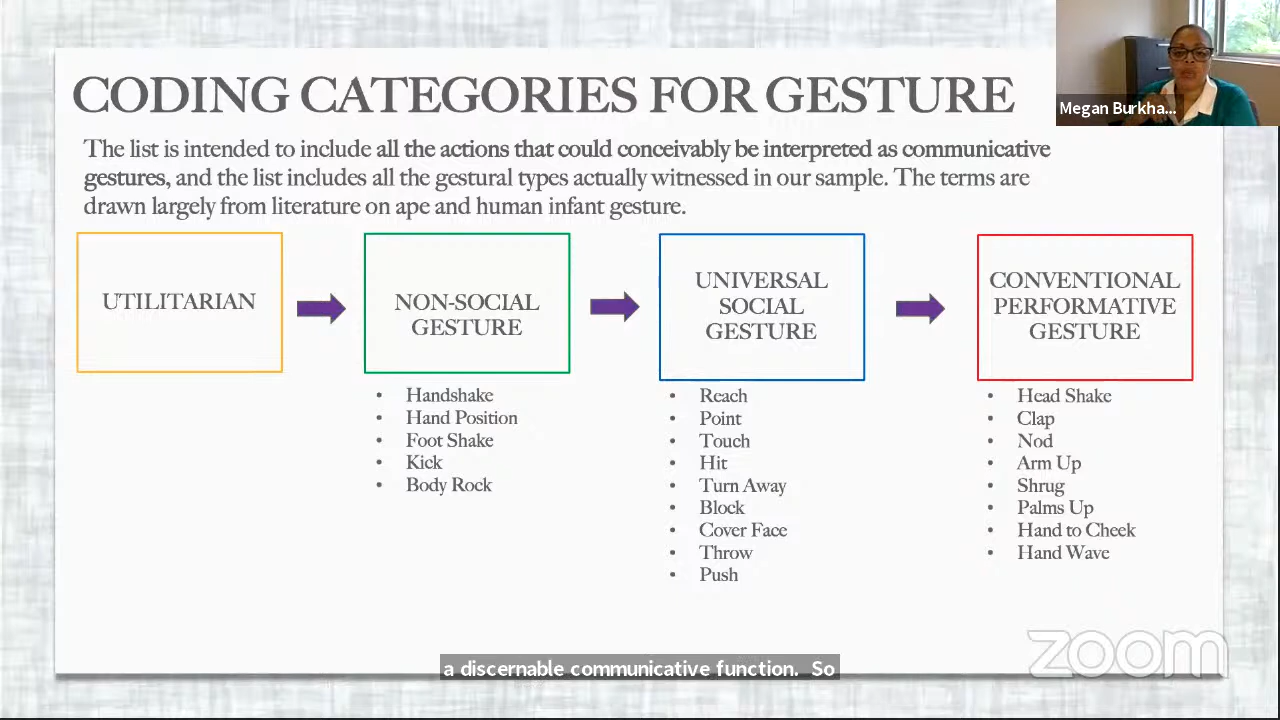 CODING CATEGORIES FOR GESTURE
Megan Burkha...
The list is intended to include all the actions that could conceivably be interpreted as communicative
gestures, and the list includes all the gestural types actually witnessed in our sample. The terms are
drawn largely from literature on ape and human infant gesture.
UTILITARIAN
NON-SOCIAL
GESTURE
• Handshake
• Hand Position
• Foot Shake
• Kick
• Body Rock
UNIVERSAL
SOCIAL
GESTURE
• Reach
• Point
• Touch
• Hit
• Turn Away
• Block
• Cover Face
• Throw
• Push
CONVENTIONAL
PERFORMATIVE
GESTURE
• Head Shake
• Clap
• Nod
• Arm Up
• Shrug
• Palms Up
• Hand to Cheek
• Hand Wave
zoom
a discernable communicative function. So